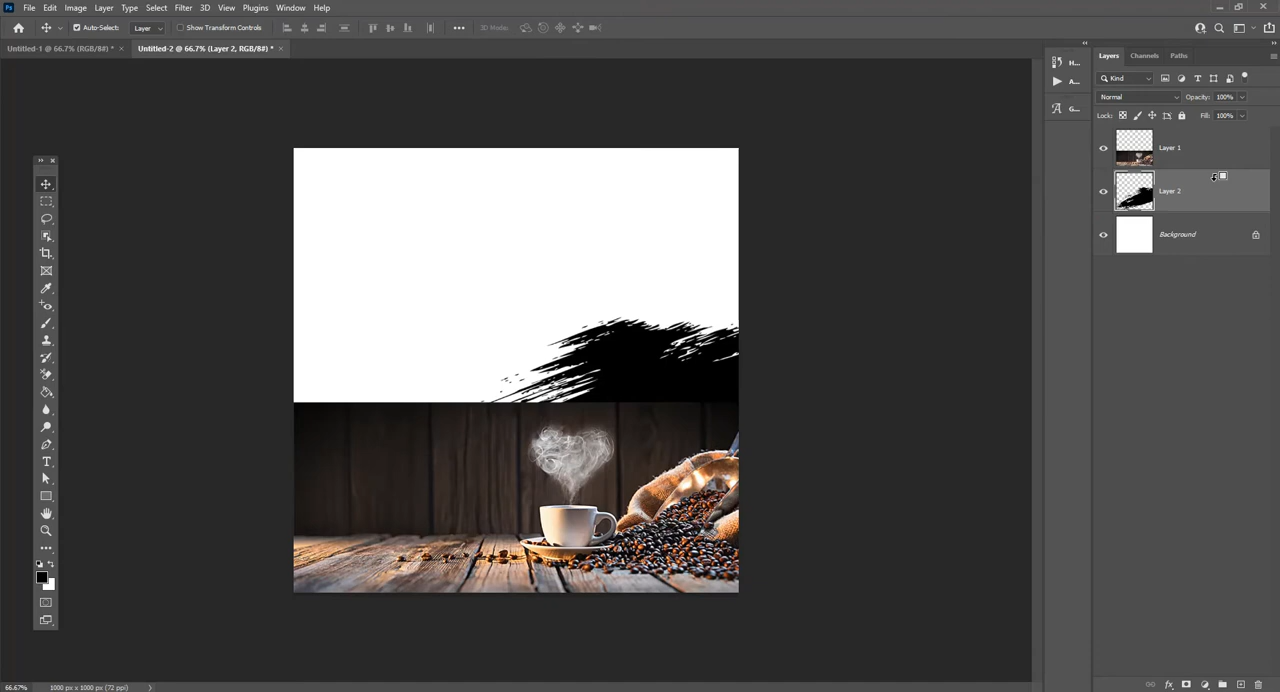 Ps File Edit Image Layer Type Select Filter 3D View Plugins Window Help
Auto-Select: Layer Show Transform Controls 3D Mode:
Untitled-1 @ 66.7% (RGB/8#) * × Untitled-2 @ 66.7% (Layer 2, RGB/8#) * ×
H...
A...
G...
Layers Channels Paths
Kind
Normal Opacity: 100%
Lock: Fill: 100%
Layer 1
Layer 2
Background
fx
66.67% 1000 px x 1000 px (72 ppi)